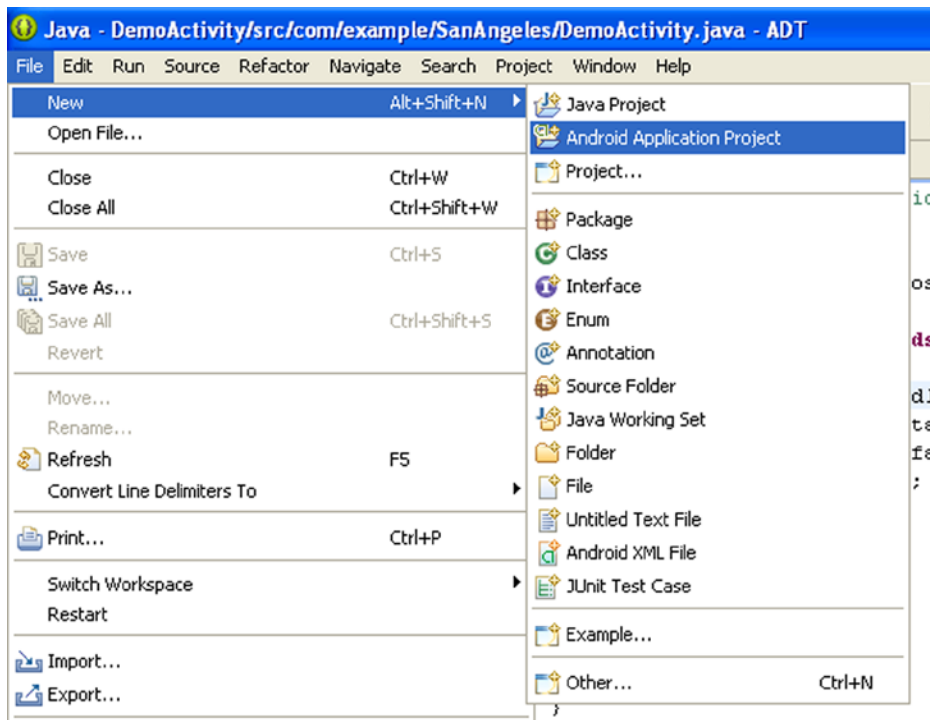 Java - DemoActivity/src/com/example/SanAngeles/DemoActivity.java - ADT
File Edit Run Source Refactor Navigate Search Project Window Help
New Alt+Shift+N
Open File...
Close Ctrl+W
Close All Ctrl+Shift+W
Save Ctrl+S
Save As...
Save All Ctrl+Shift+S
Revert
Move...
Rename...
Refresh F5
Convert Line Delimiters To
Print... Ctrl+P
Switch Workspace
Restart
Import...
Export...
Java Project
Android Application Project
Project...
Package
Class
Interface
Enum
Annotation
Source Folder
Java Working Set
Folder
File
Untitled Text File
Android XML File
JUnit Test Case
Example...
Other... Ctrl+N
;
}